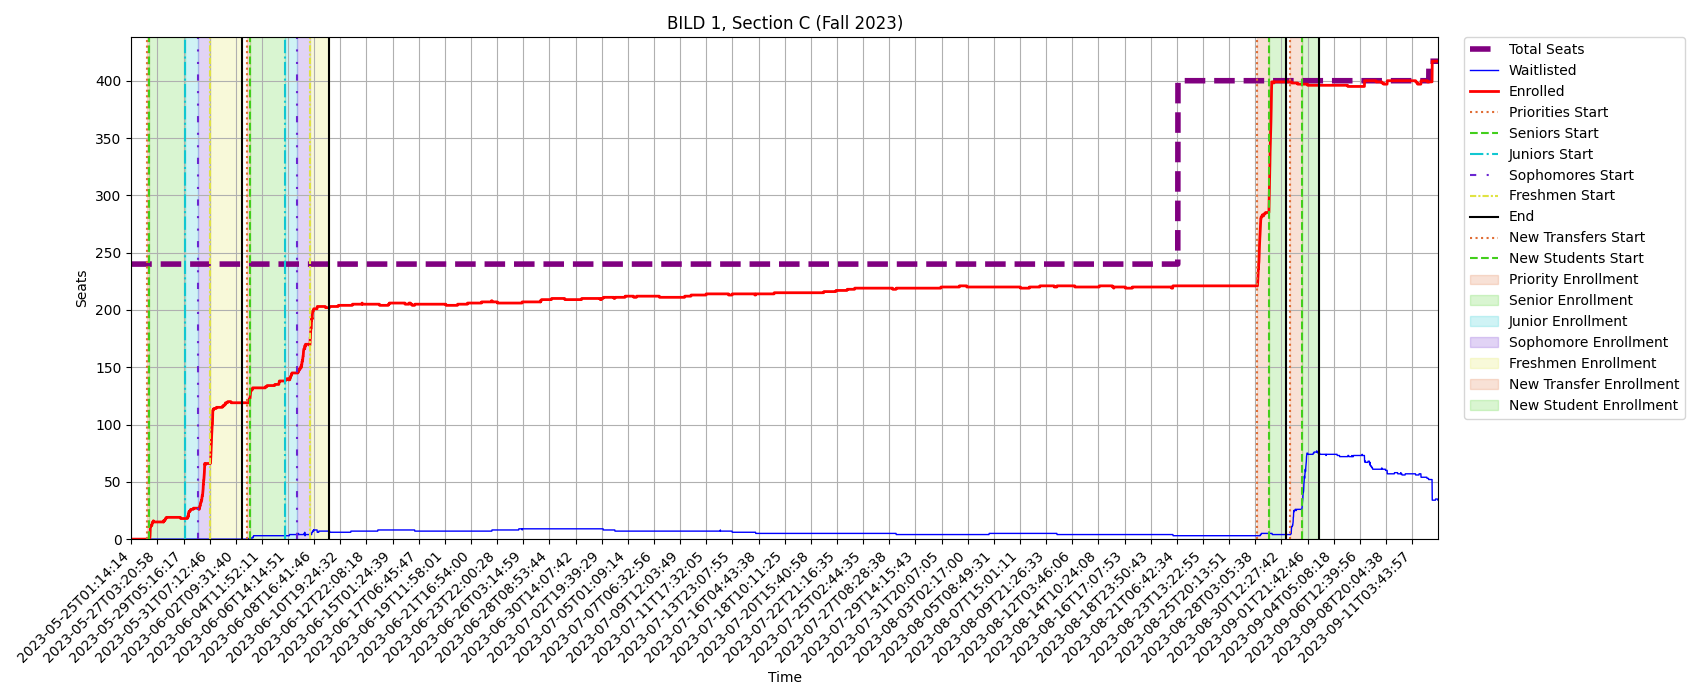 BILD 1, Section C (Fall 2023)
Seats
400
350
300
250
200
150
100
50
0
2023-05-25T01:14:14
2023-05-27T03:20:58
2023-05-29T05:16:17
2023-05-31T07:12:46
2023-06-02T09:31:40
2023-06-04T11:52:11
2023-06-06T14:14:51
2023-06-08T16:41:46
2023-06-10T19:24:32
2023-06-12T22:08:18
2023-06-15T01:24:39
2023-06-17T06:45:47
2023-06-19T11:58:01
2023-06-21T16:54:00
2023-06-23T22:00:28
2023-06-26T03:14:59
2023-06-28T08:53:44
2023-06-30T14:07:42
2023-07-02T19:39:29
2023-07-05T01:09:14
2023-07-07T06:32:56
2023-07-09T12:03:49
2023-07-11T17:32:05
2023-07-13T23:07:55
2023-07-16T04:43:38
2023-07-18T10:11:25
2023-07-20T15:40:58
2023-07-22T21:16:35
2023-07-25T02:44:35
2023-07-27T08:28:38
2023-07-29T14:15:43
2023-07-31T20:07:05
2023-08-03T02:17:00
2023-08-05T08:49:31
2023-08-07T15:01:11
2023-08-09T21:26:33
2023-08-12T03:46:00
2023-08-14T10:24:08
2023-08-16T17:07:53
2023-08-18T23:50:43
2023-08-21T06:42:34
2023-08-23T13:22:55
2023-08-25T20:13:51
2023-08-28T03:05:38
2023-08-30T12:27:42
2023-09-01T21:42:46
2023-09-04T05:08:18
2023-09-06T12:39:56
2023-09-08T20:04:38
2023-09-11T03:43:57
Time
Total Seats
Waitlisted
Enrolled
Priorities Start
Seniors Start
Juniors Start
Sophomores Start
Freshmen Start
End
New Transfers Start
New Students Start
Priority Enrollment
Senior Enrollment
Junior Enrollment
Sophomore Enrollment
Freshmen Enrollment
New Transfer Enrollment
New Student Enrollment